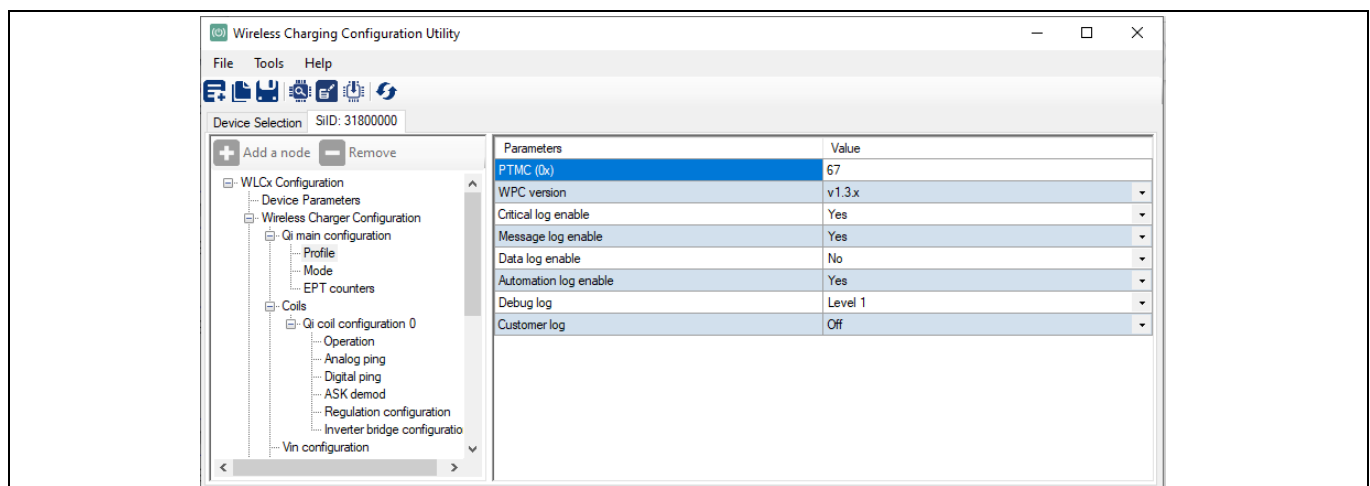 Wireless Charging Configuration Utility
File Tools Help
Device Selection SilD: 31800000
Add a node Remove
WLCx Configuration
Device Parameters
Wireless Charger Configuration
Qi main configuration
Profile
Mode
EPT counters
Coils
Qi coil configuration 0
Operation
Analog ping
Digital ping
ASK demod
Regulation configuration
Inverter bridge configuratio
Vin configuration
Parameters Value
PTMC (0x) 67
WPC version v1.3.x
Critical log enable Yes
Message log enable Yes
Data log enable No
Automation log enable Yes
Debug log Level 1
Customer log Off